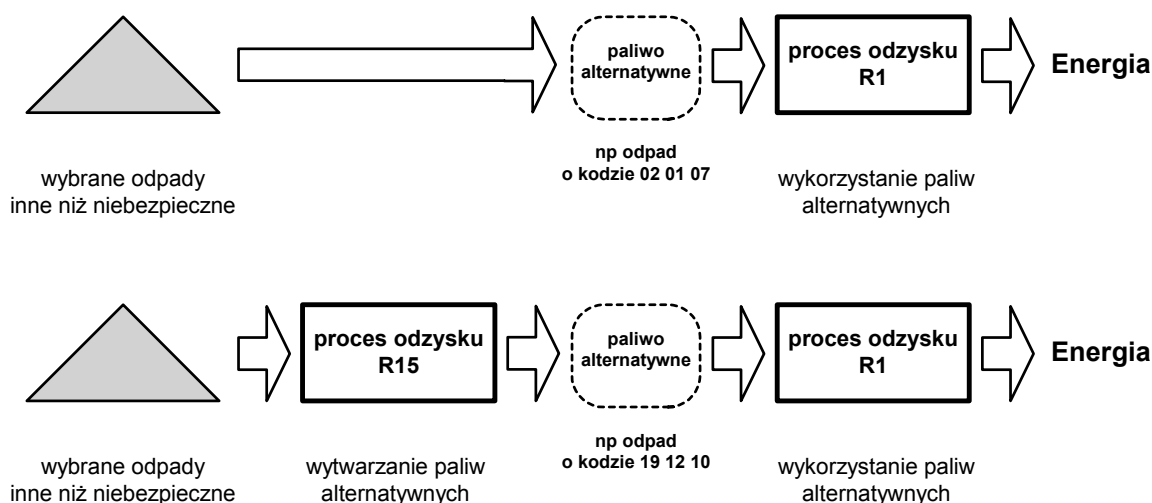 paliwo
alternatywne
proces odzysku
R1
Energia
np odpad
o kodzie 02 01 07
wybrane odpady
inne niż niebezpieczne
wykorzystanie paliw
alternatywnych
proces odzysku
R15
paliwo
alternatywne
proces odzysku
R1
Energia
np odpad
o kodzie 19 12 10
wybrane odpady
inne niż niebezpieczne
wytwarzanie paliw
alternatywnych
wykorzystanie paliw
alternatywnych